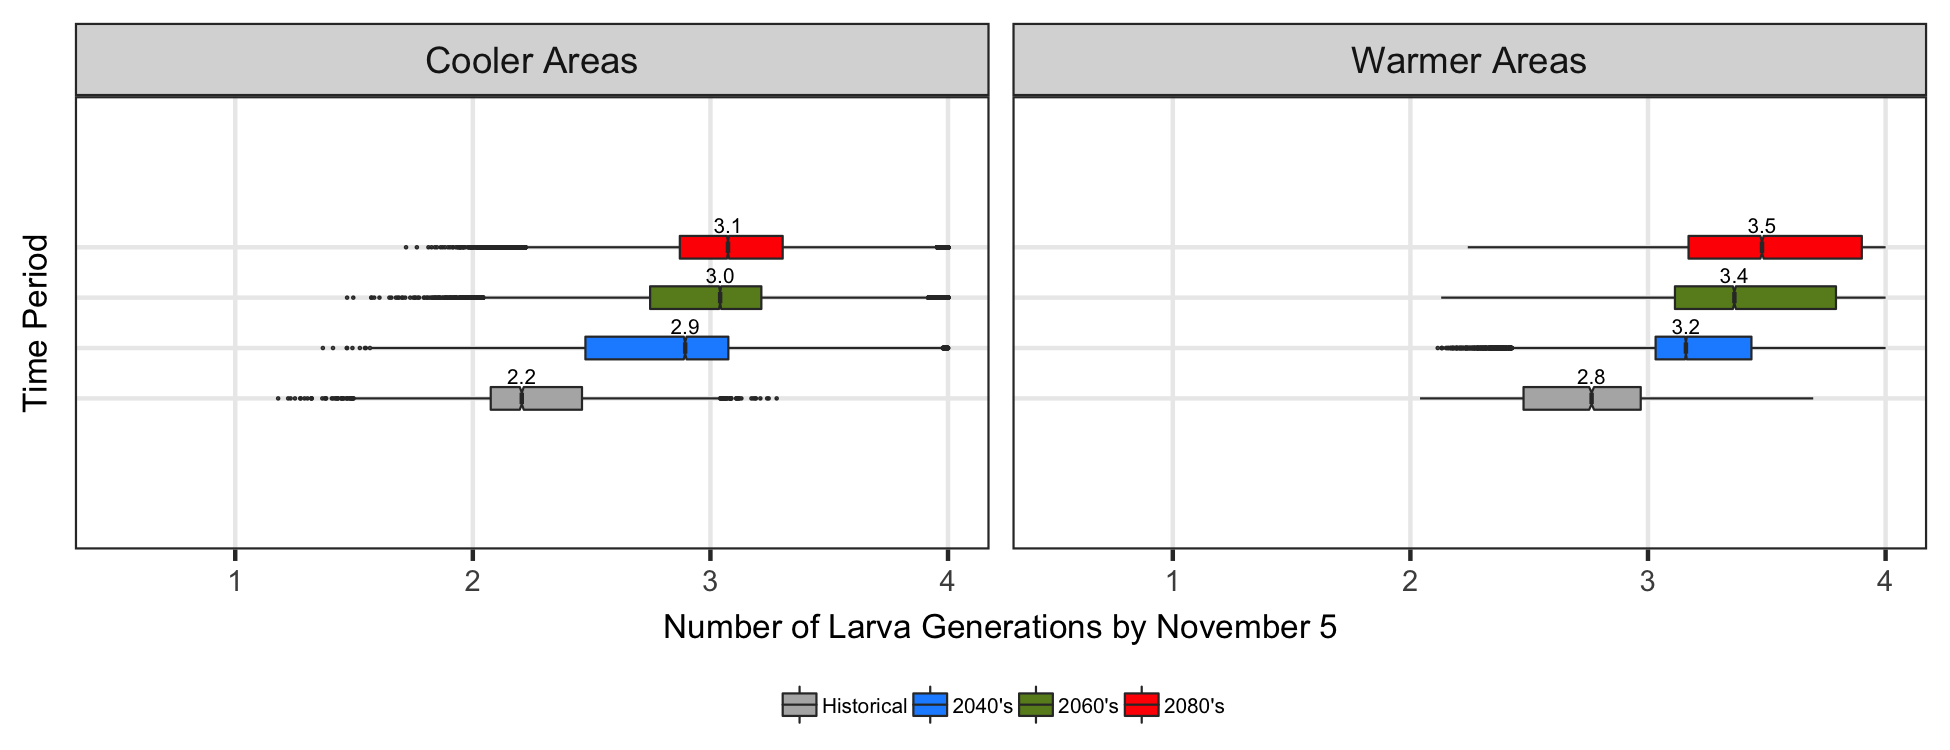 Cooler Areas
Warmer Areas
Time Period
3.1
3.0
2.9
2.2
3.5
3.4
3.2
2.8
1 2 3 4
1 2 3 4
Number of Larva Generations by November 5
Historical 2040's 2060's 2080's